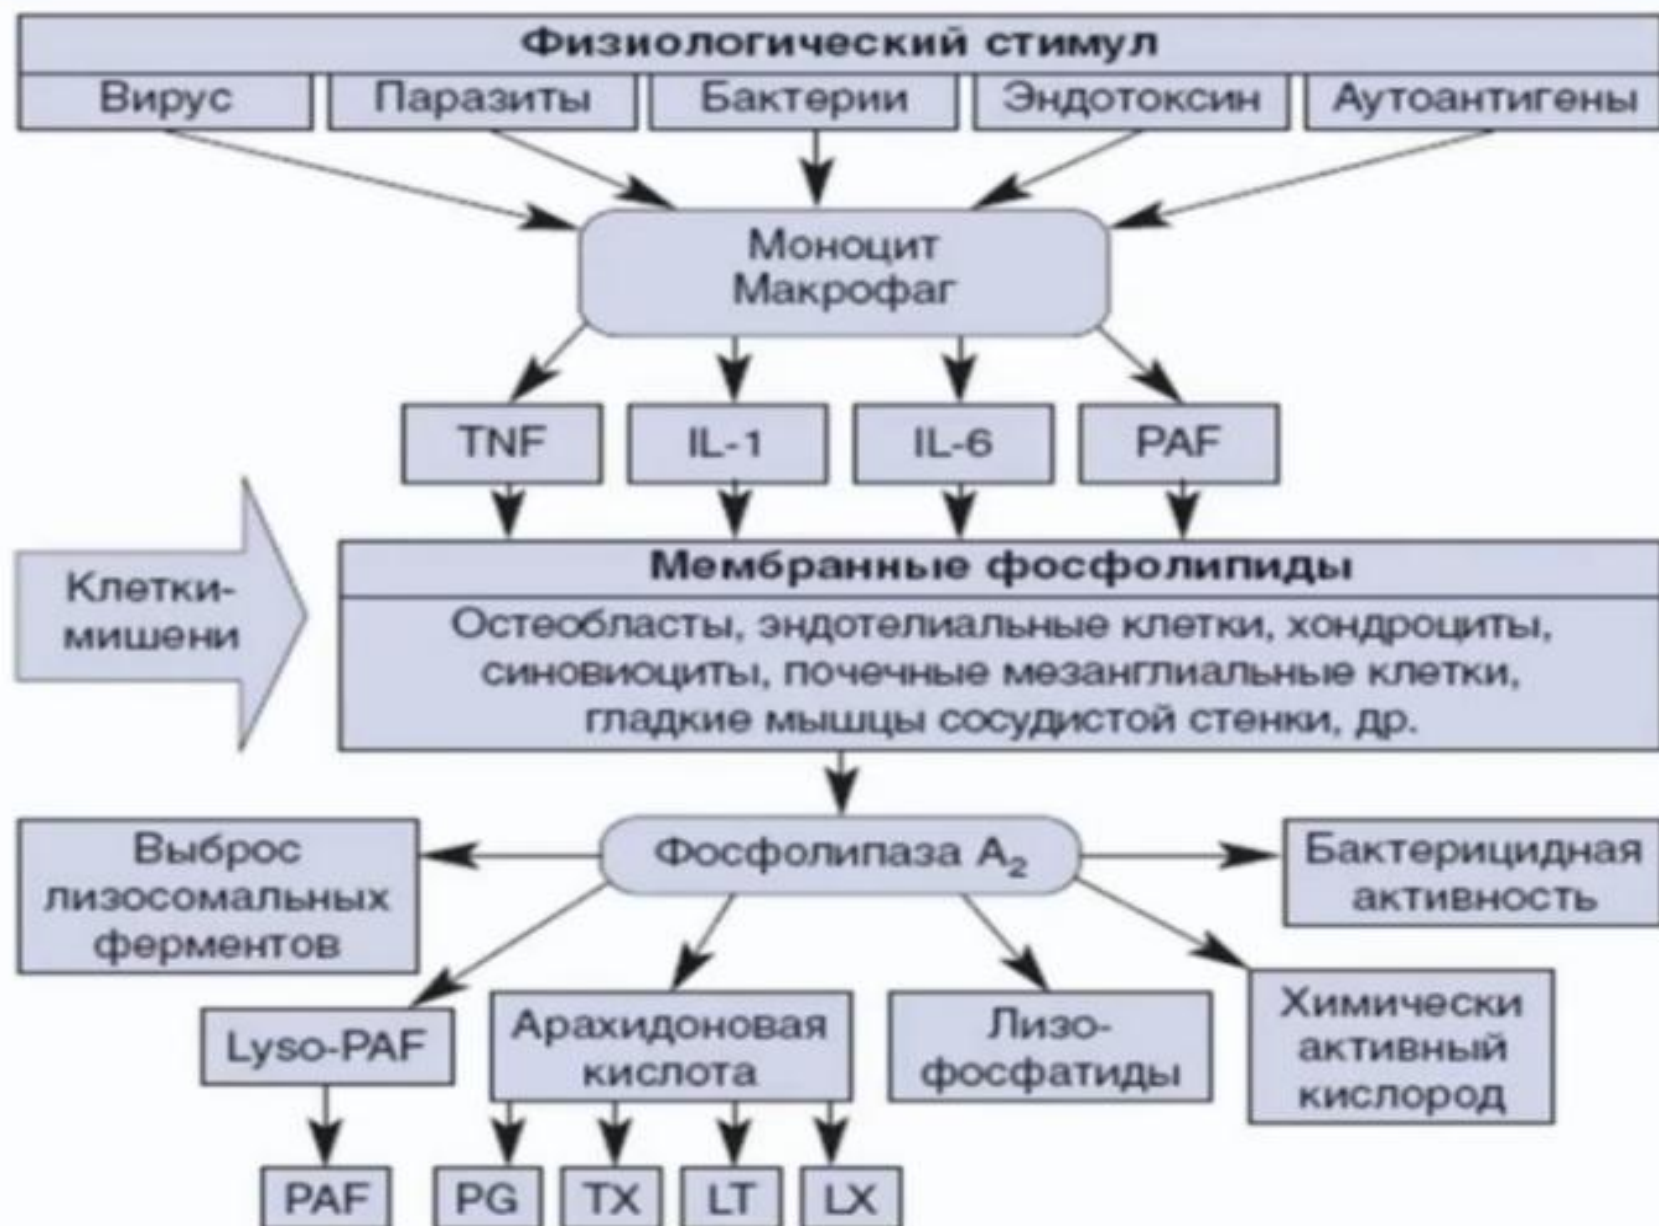 Физиологический стимул
Вирус
Паразиты
Бактерии
Эндотоксин
Аутоантигены
Моноцит
Макрофаг
TNF
IL-1
IL-6
PAF
Клетки-
мишени
Мембранные фосфолипиды
Остеобласты, эндотелиальные клетки, хондроциты,
синовиоциты, почечные мезанглиальные клетки,
гладкие мышцы сосудистой стенки, др.
Фосфолипаза A₂
Выброс
лизосомальных
ферментов
Бактерицидная
активность
Lyso-PAF
Арахидоновая
кислота
Лизо-
фосфатиды
Химически
активный
кислород
PAF
PG
TX
LT
LX